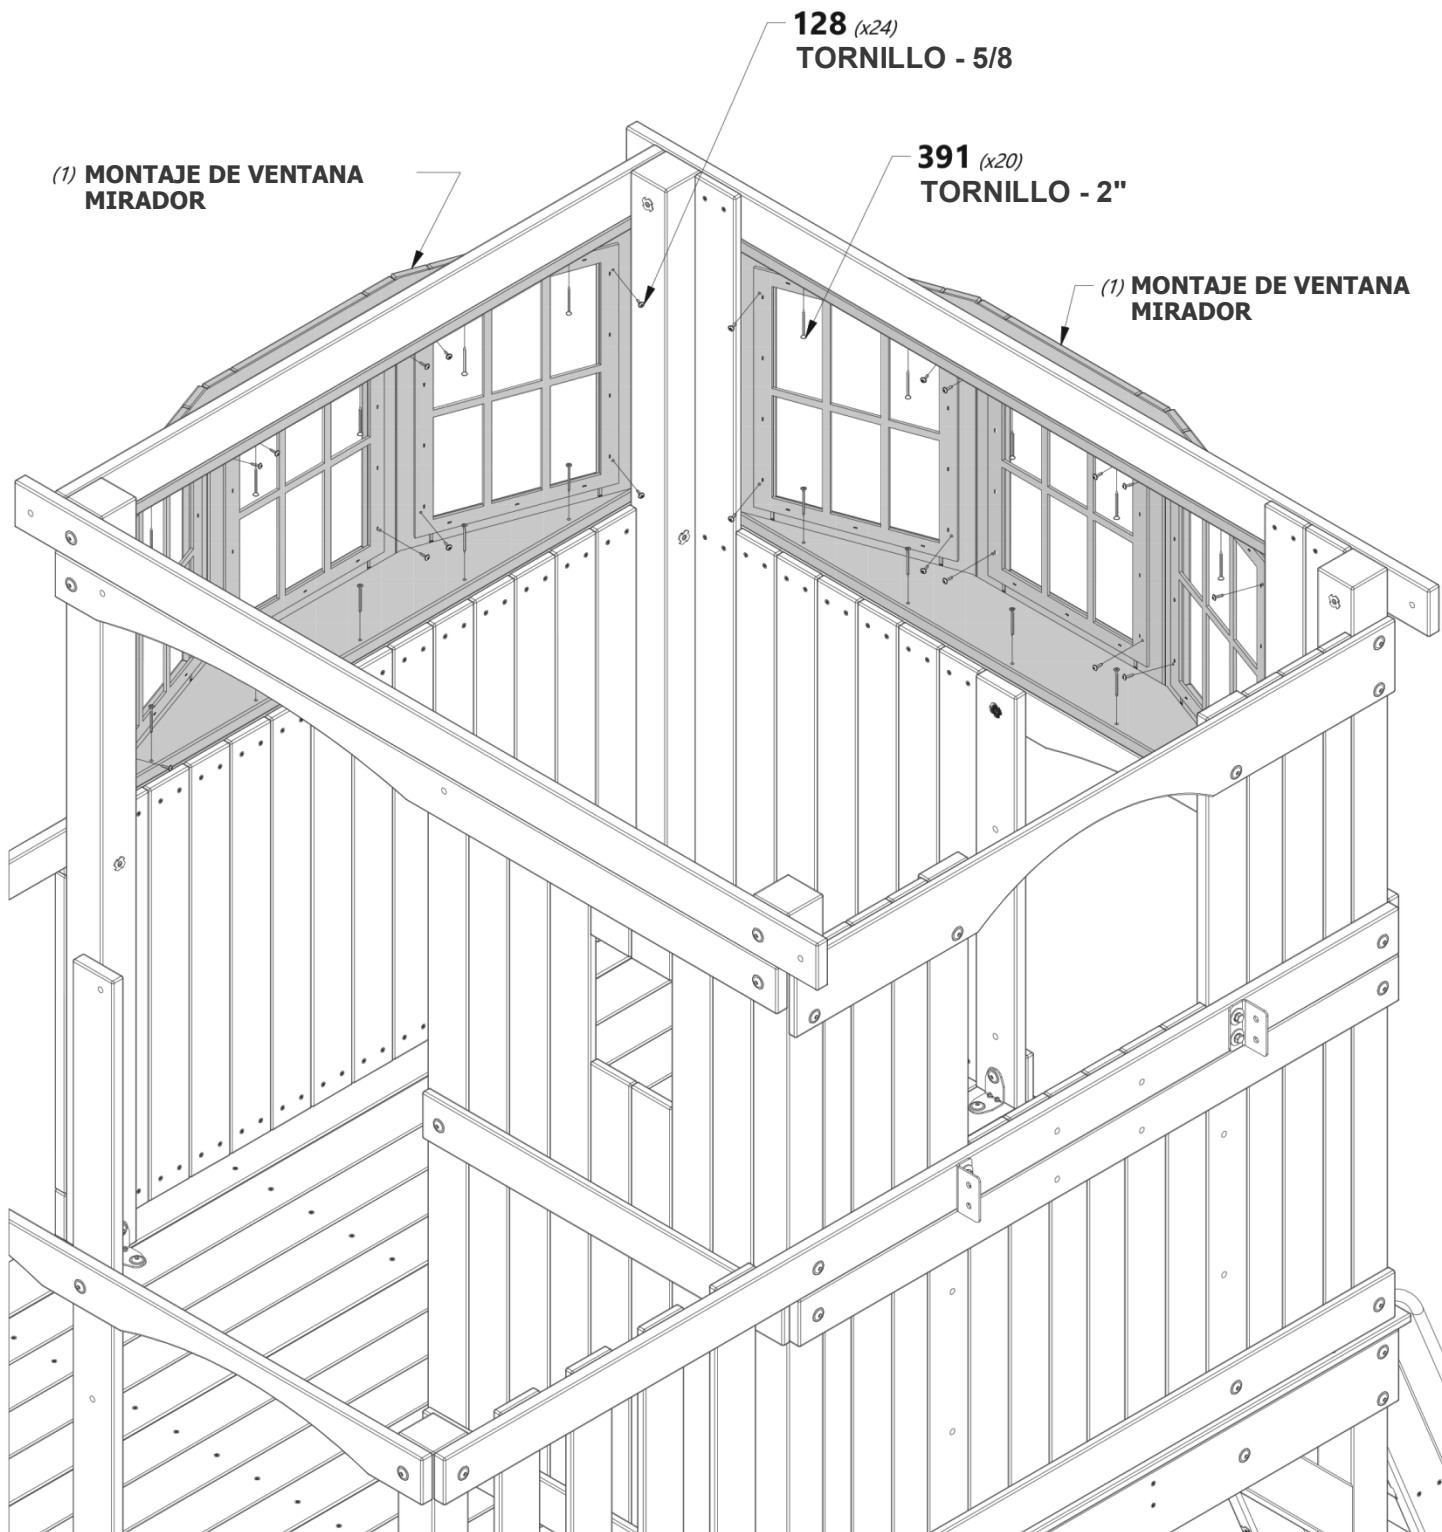 128 (x24)
TORNILLO - 5/8
391 (x20)
TORNILLO - 2"
(1) MONTAJE DE VENTANA
MIRADOR
(1) MONTAJE DE VENTANA
MIRADOR